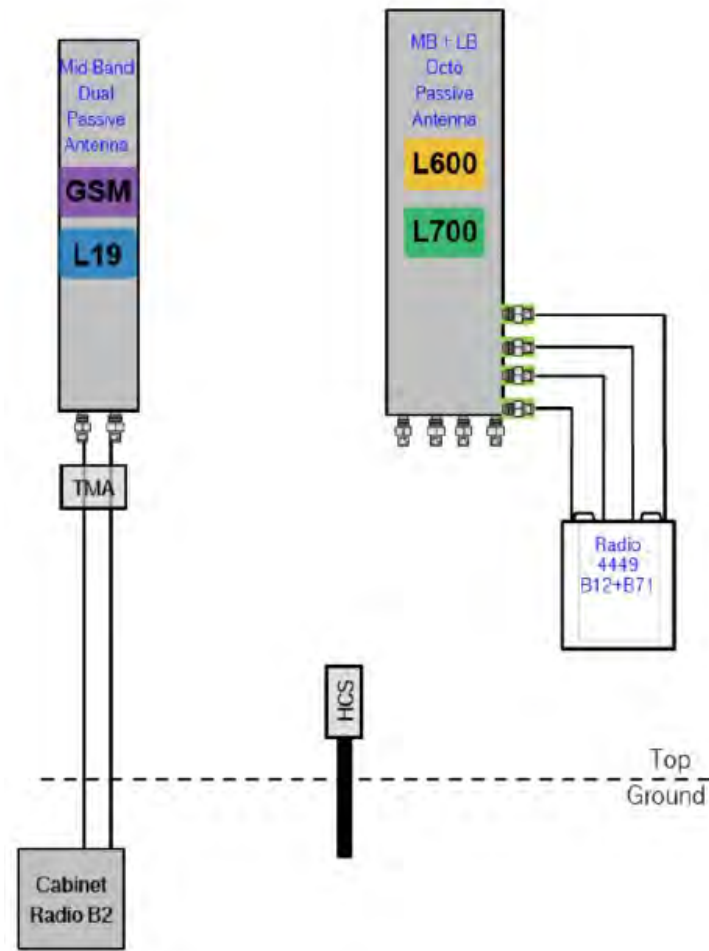 Mid Band
Dual
Passive
Antenna
GSM
L19
TMA
MB + LB
Octo
Passive
Antenna
L600
L700
Radio
4449
B12+B71
HCS
Top
Ground
Cabinet
Radio B2